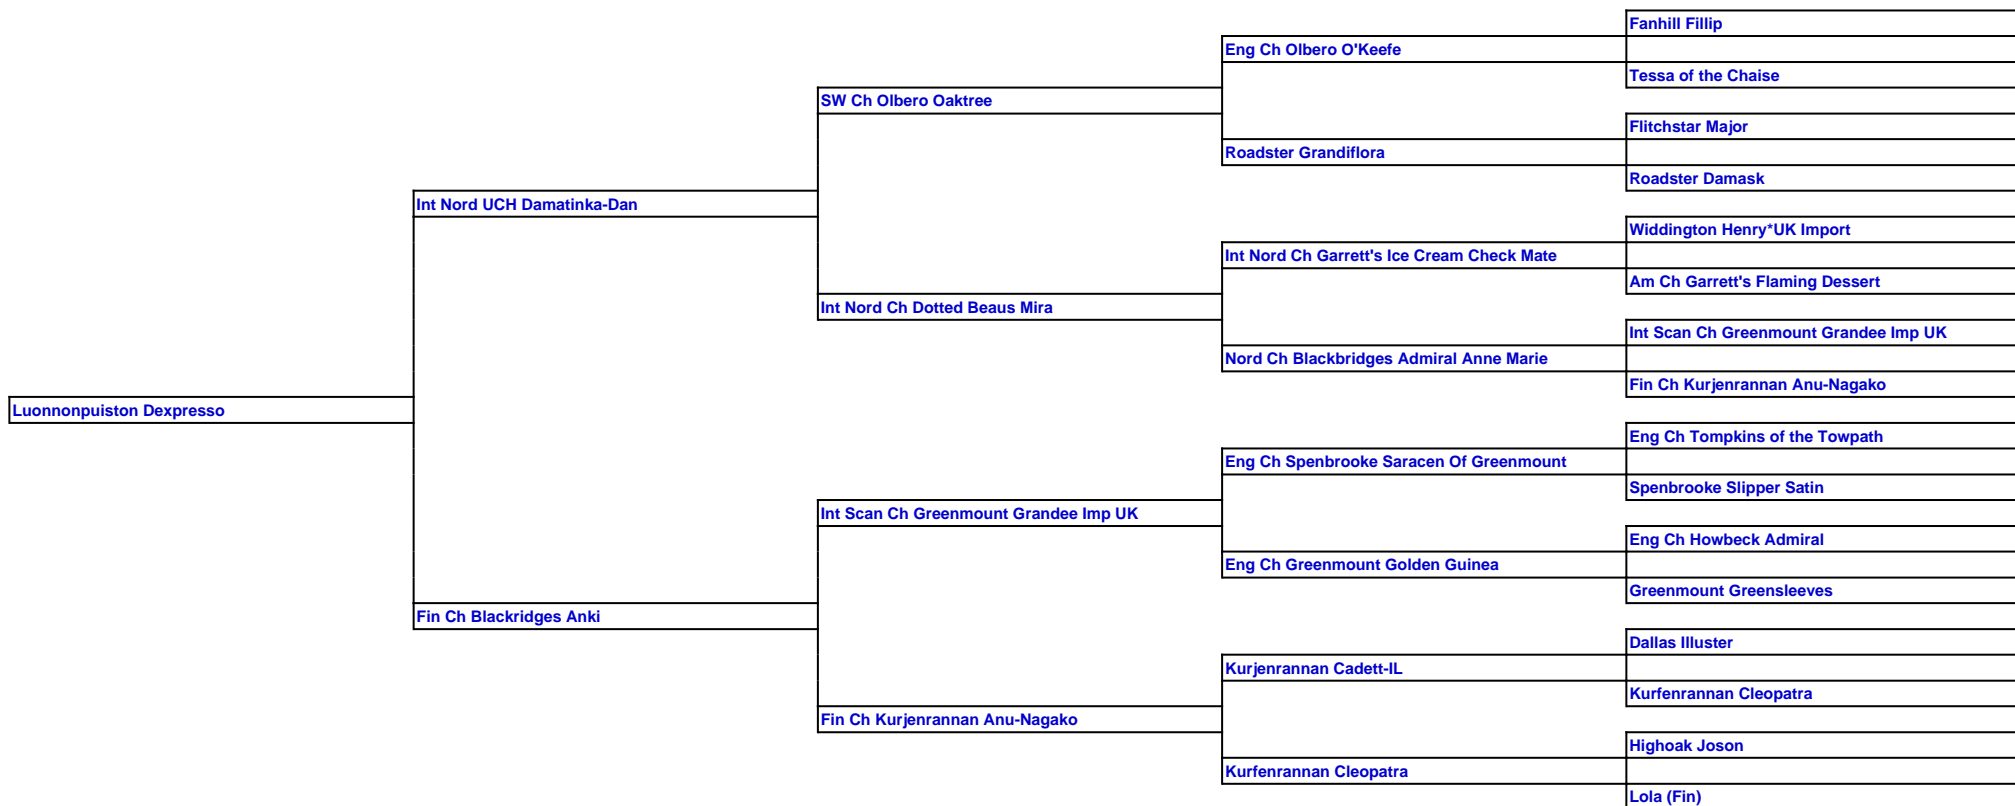 Fanhill Fillip
Eng Ch Olbero O'Keefe
Tessa of the Chaise
SW Ch Olbero Oaktree
Flitchstar Major
Roadster Grandiflora
Roadster Damask
Int Nord UCH Damatinka-Dan
Widdington Henry*UK Import
Int Nord Ch Garrett's Ice Cream Check Mate
Am Ch Garrett's Flaming Dessert
Int Nord Ch Dotted Beaus Mira
Int Scan Ch Greenmount Grandee Imp UK
Nord Ch Blackbridges Admiral Anne Marie
Fin Ch Kurjenrannan Anu-Nagako
Luonnonpuiston Dexpresso
Eng Ch Tompkins of the Towpath
Eng Ch Spenbrooke Saracen Of Greenmount
Spenbrooke Slipper Satin
Int Scan Ch Greenmount Grandee Imp UK
Eng Ch Howbeck Admiral
Eng Ch Greenmount Golden Guinea
Greenmount Greensleeves
Fin Ch Blackridges Anki
Dallas Illuster
Kurjenrannan Cadett-IL
Kurfenrannan Cleopatra
Fin Ch Kurjenrannan Anu-Nagako
Highoak Joson
Kurfenrannan Cleopatra
Lola (Fin)